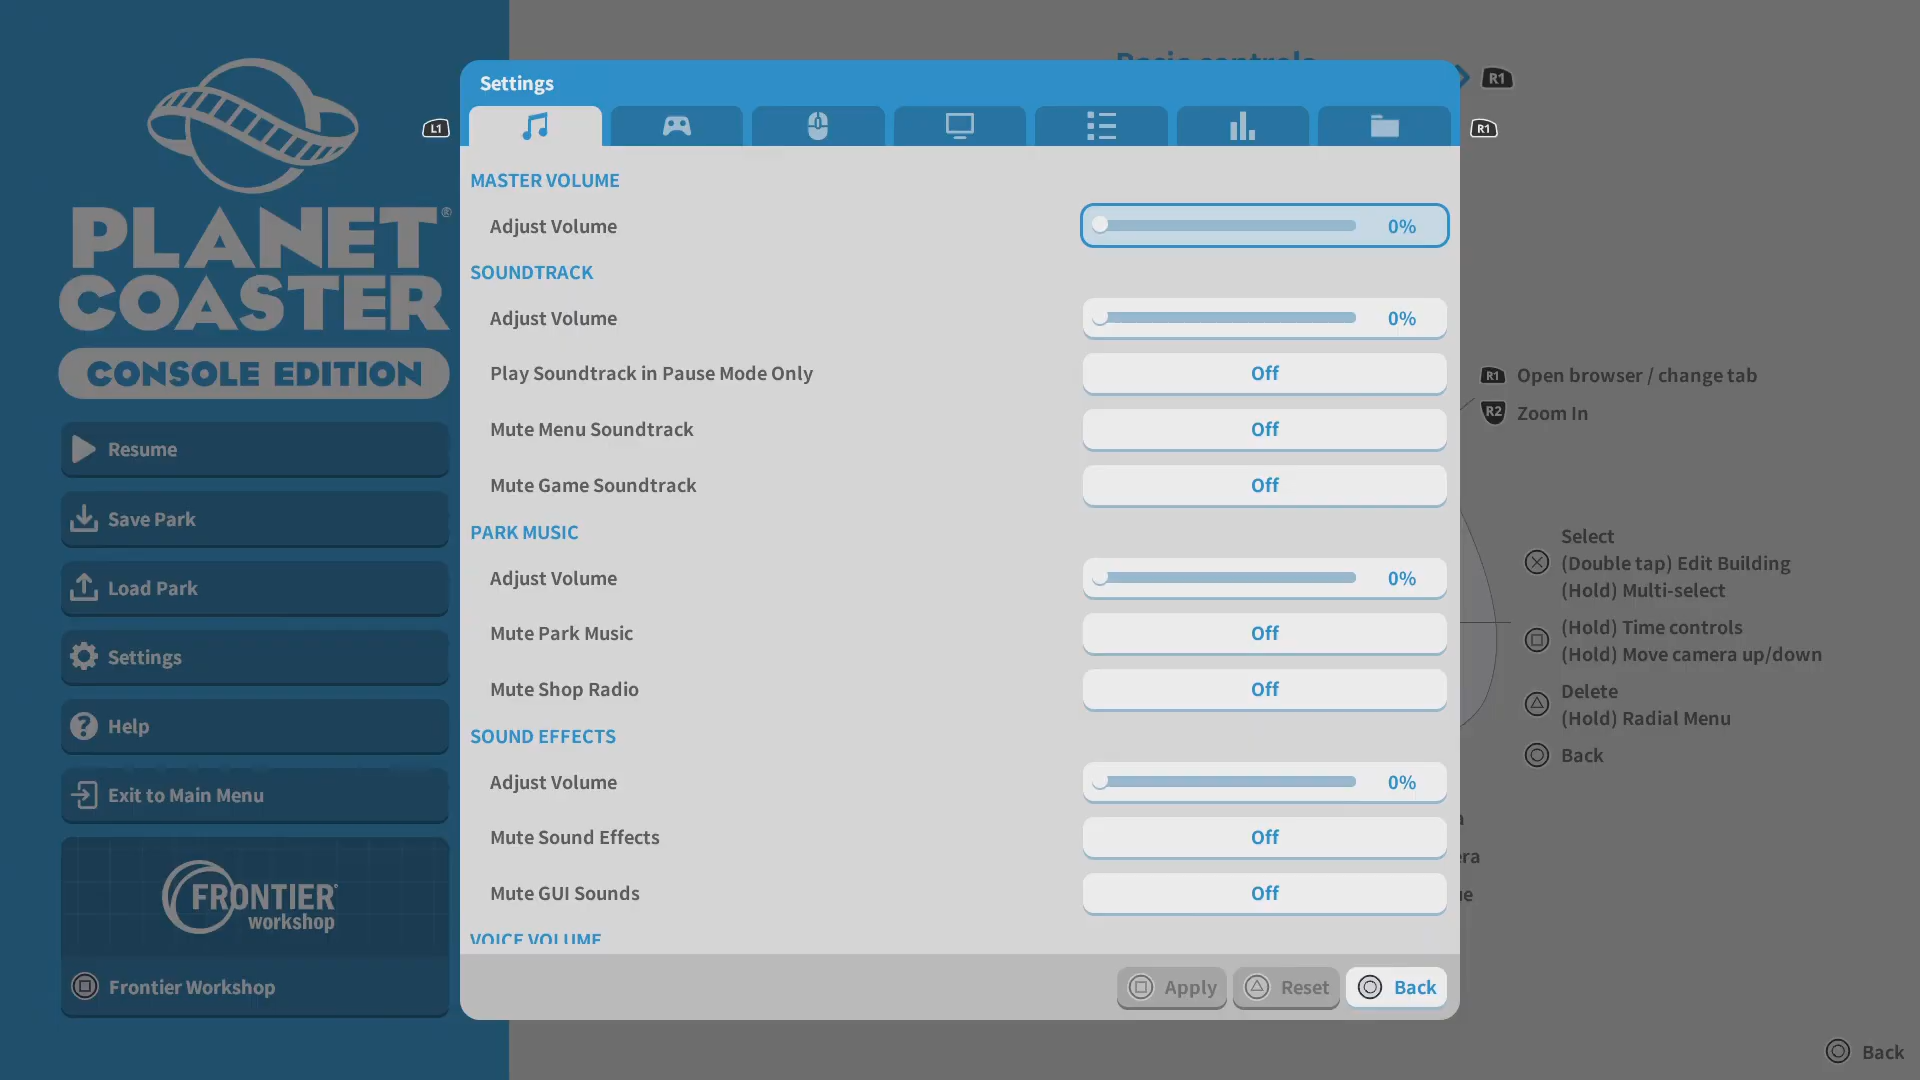 PLANET
COASTER
®
CONSOLE EDITION
Resume
Save Park
Load Park
Settings
Help
Exit to Main Menu
FRONTIER
workshop
Frontier Workshop
Settings
L1
R1
R1
MASTER VOLUME
Adjust Volume 0%
SOUNDTRACK
Adjust Volume 0%
Play Soundtrack in Pause Mode Only Off
Mute Menu Soundtrack Off
Mute Game Soundtrack Off
PARK MUSIC
Adjust Volume 0%
Mute Park Music Off
Mute Shop Radio Off
SOUND EFFECTS
Adjust Volume 0%
Mute Sound Effects Off
Mute GUI Sounds Off
VOICE VOLUME
Apply Reset Back
Basic controls
R1 Open browser / change tab
R2 Zoom In
Select
(Double tap) Edit Building
(Hold) Multi-select
(Hold) Time controls
(Hold) Move camera up/down
Delete
(Hold) Radial Menu
Back
Back